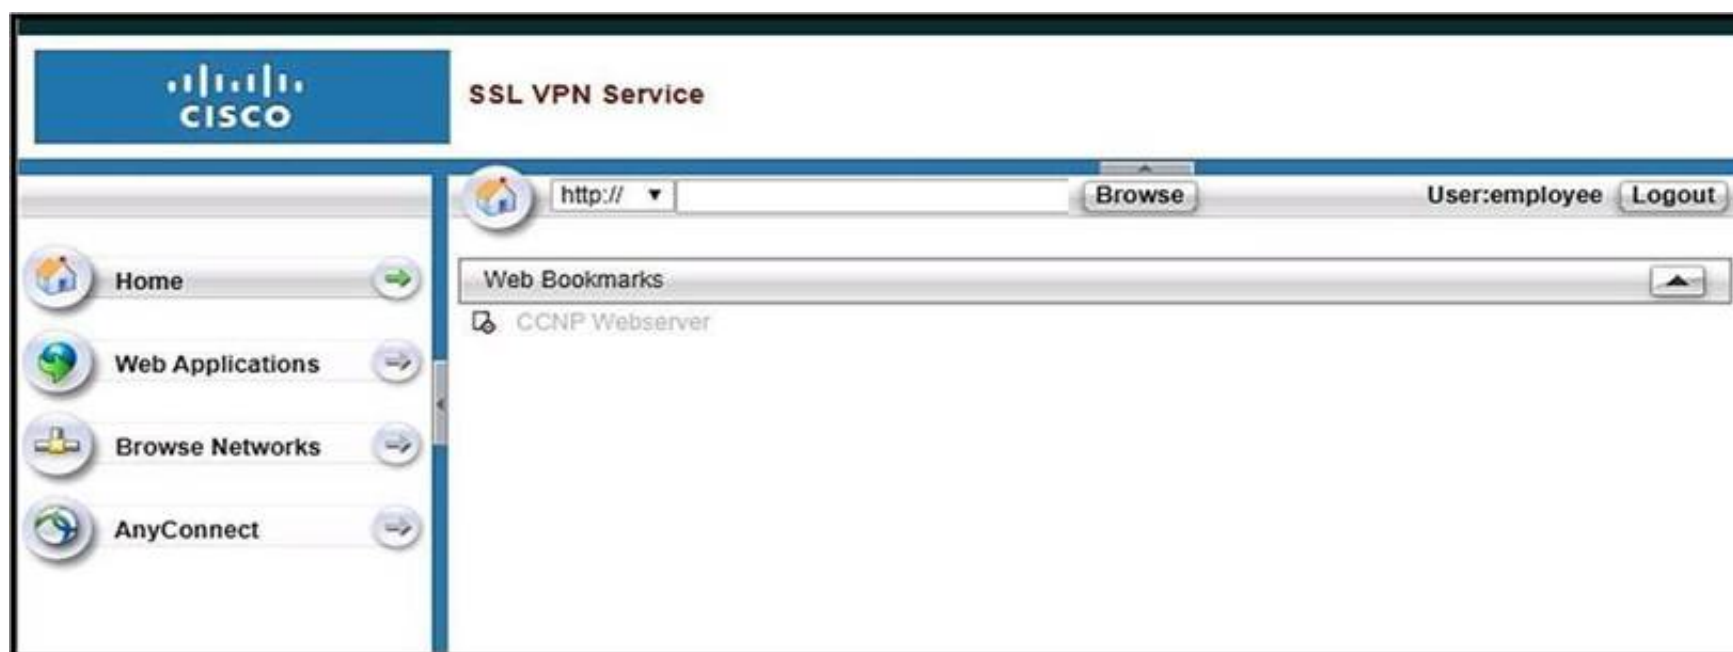 CISCO
SSL VPN Service
http://
Browse
User:employee
Logout
Home
Web Applications
Browse Networks
AnyConnect
Web Bookmarks
CCNP Webserver